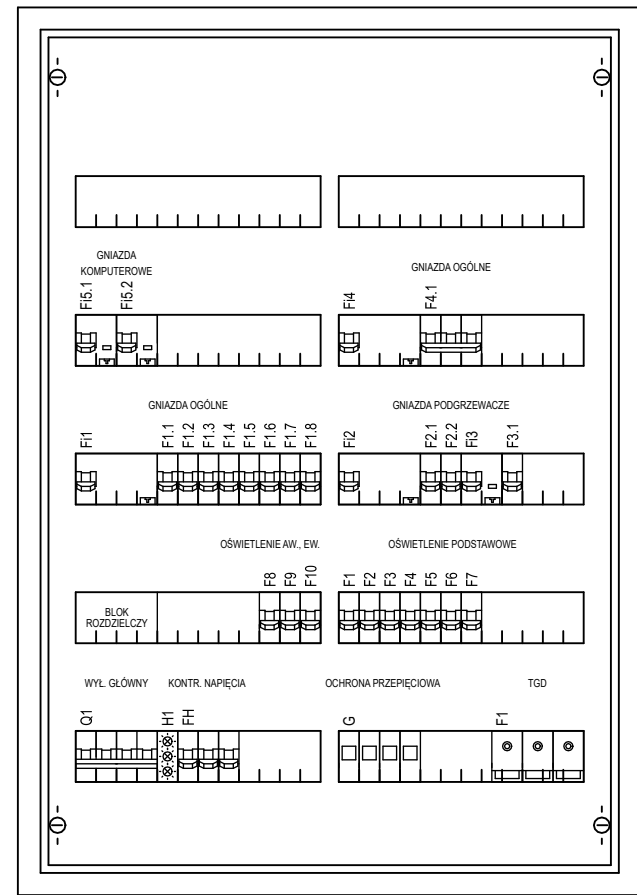 GNIAZDA
KOMPUTEROWE
GNIAZDA OGÓLNE
Fi5.1 Fi5.2 Fi4 F4.1
GNIAZDA OGÓLNE GNIAZDA PODGRZEWACZE
Fi1 F1.1 F1.2 F1.3 F1.4 F1.5 F1.6 F1.7 F1.8 Fi2 F2.1 F2.2 Fi3 F3.1
OŚWIETLENIE AW., EW. OŚWIETLENIE PODSTAWOWE
F8 F9 F10 F1 F2 F3 F4 F5 F6 F7
BLOK
ROZDZIELCZY
WYŁ. GŁÓWNY KONTR. NAPIĘCIA OCHRONA PRZEPIĘCIOWA TGD
Q1 H1 FH G F1